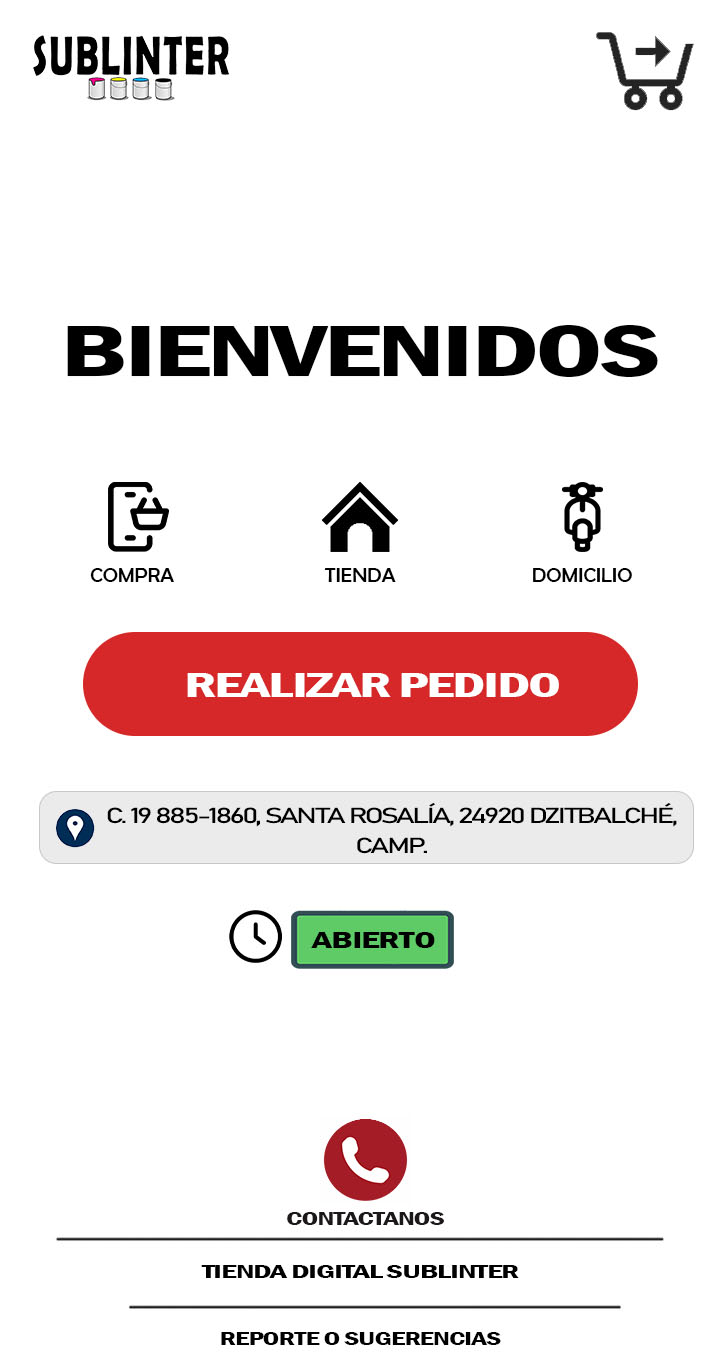 SUBLINTER
BIENVENIDOS
COMPRA
TIENDA
DOMICILIO
REALIZAR PEDIDO
C. 19 885-1860, SANTA ROSALÍA, 24920 DZITBALCHÉ,
CAMP.
ABIERTO
CONTACTANOS
TIENDA DIGITAL SUBLINTER
REPORTE O SUGERENCIAS